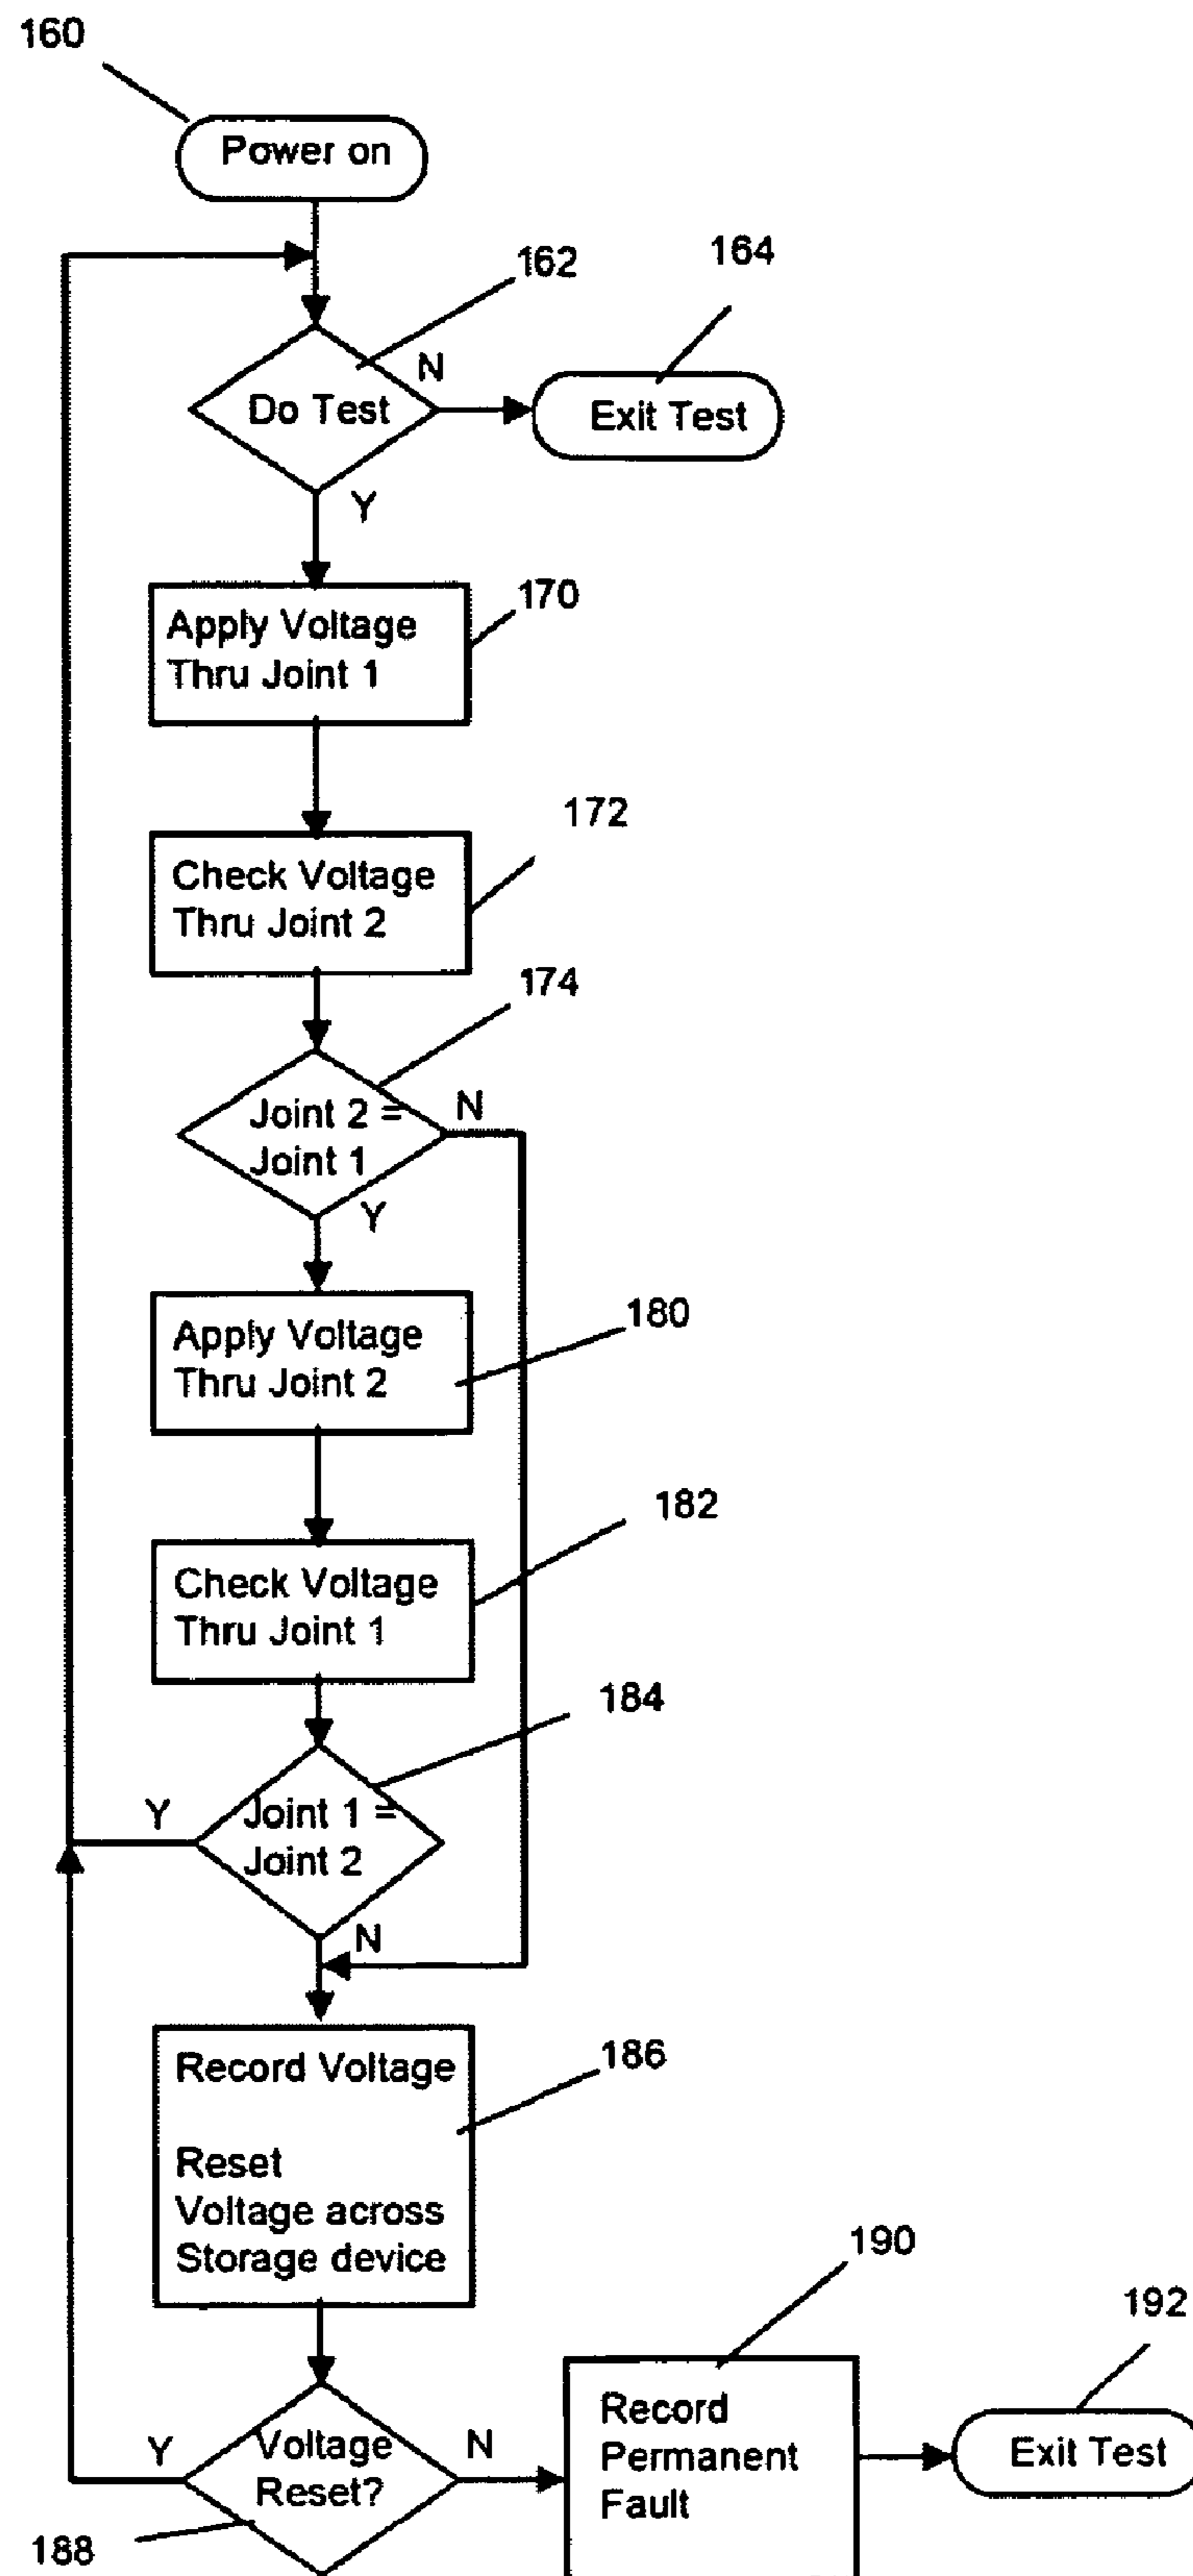 160
Power on
162
164
N
Do Test
Exit Test
Y
170
Apply Voltage
Thru Joint 1
172
Check Voltage
Thru Joint 2
174
N
Joint 2 =
Joint 1
Y
180
Apply Voltage
Thru Joint 2
182
Check Voltage
Thru Joint 1
184
Y
Joint 1 =
Joint 2
N
186
Record Voltage
Reset
Voltage across
Storage device
190
192
Y
Voltage
Reset?
N
Record
Permanent
Fault
Exit Test
188